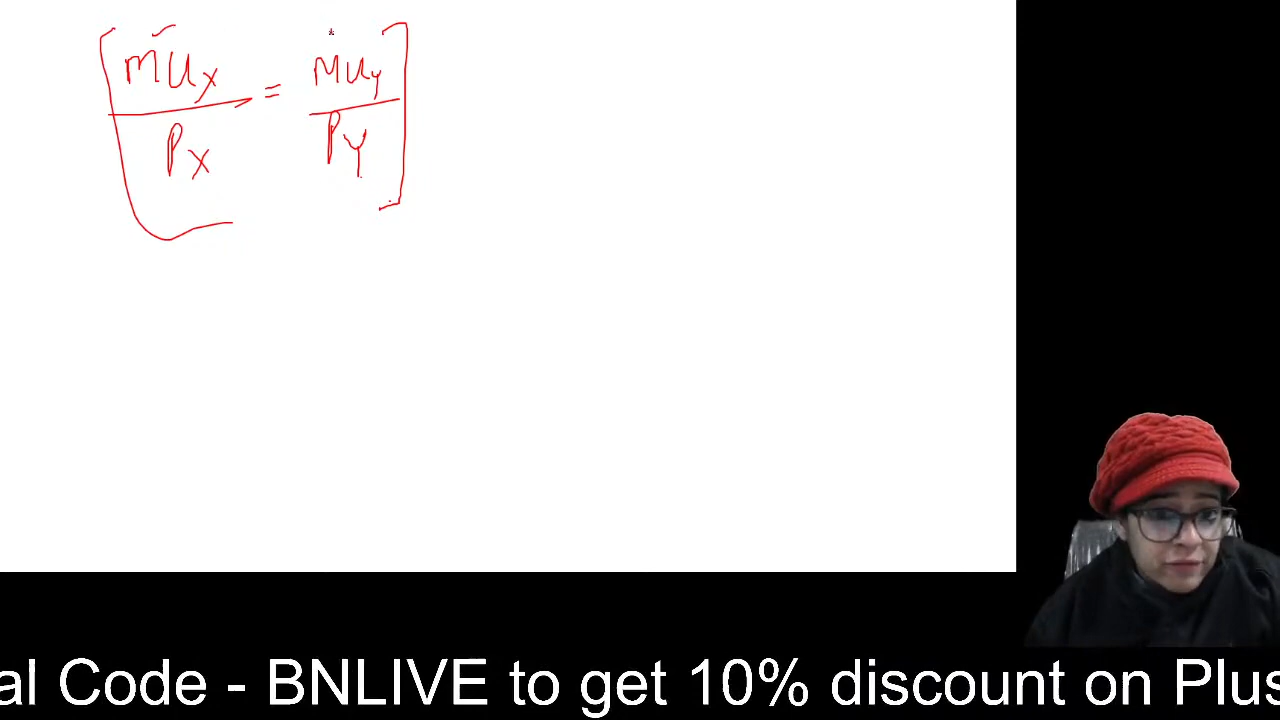 MUx = MUy
Px Py
al Code - BNLIVE to get 10% discount on Plus